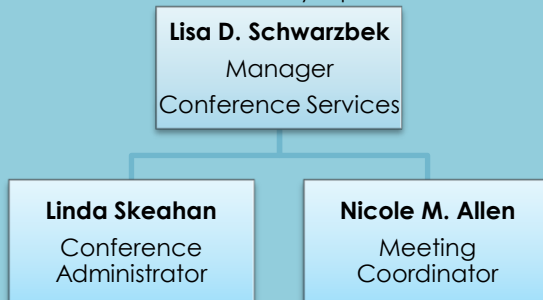 Lisa D. Schwarzbek
Manager
Conference Services
Linda Skeahan
Conference
Administrator
Nicole M. Allen
Meeting
Coordinator